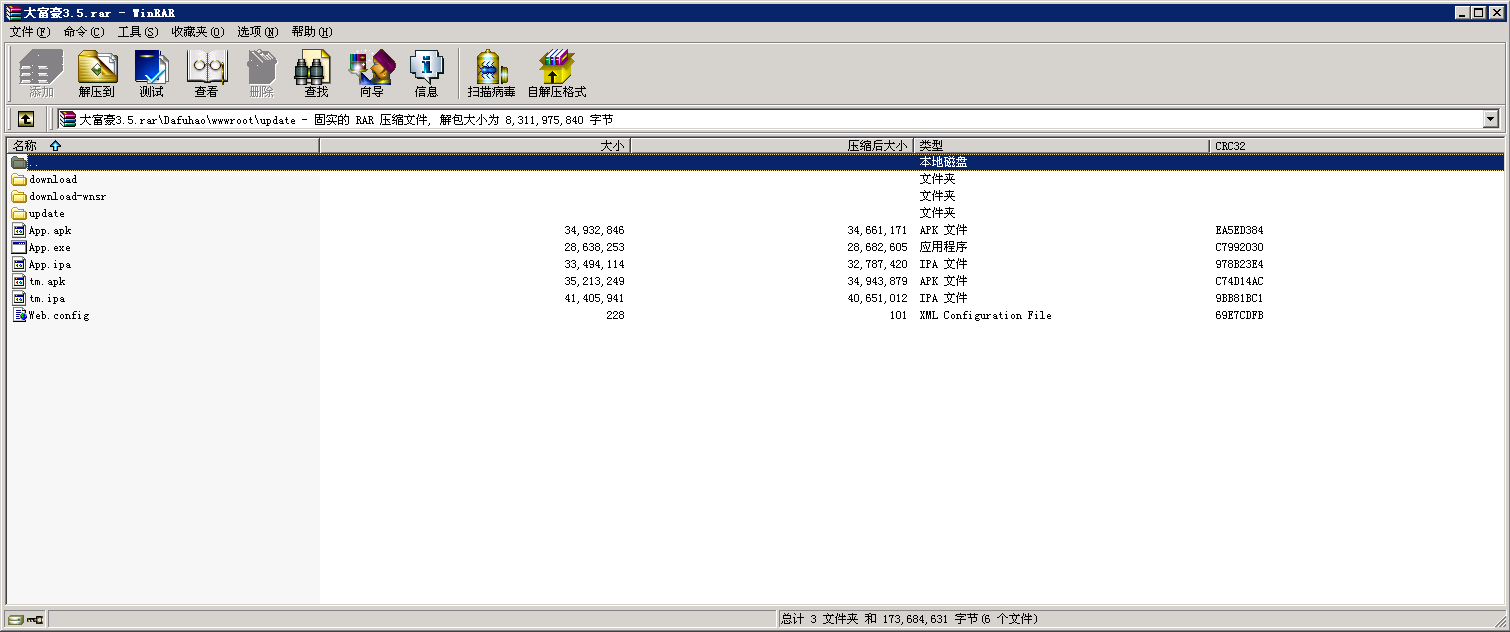 大富豪3.5.rar - WinRAR
文件(F) 命令(C) 工具(S) 收藏夹(O) 选项(N) 帮助(H)
添加 解压到 测试 查看 删除 查找 向导 信息 扫描病毒 自解压格式
大富豪3.5.rar\Dafuhao\wwwroot\update - 固实的 RAR 压缩文件, 解包大小为 8,311,975,840 字节
名称 大小 压缩后大小 类型 CRC32
.. 本地磁盘
download 文件夹
download-wnsr 文件夹
update 文件夹
App.apk 34,932,846 34,661,171 APK 文件 EA5ED384
App.exe 28,638,253 28,682,605 应用程序 C7992030
App.ipa 33,494,114 32,787,420 IPA 文件 978B23E4
tm.apk 35,213,249 34,943,879 APK 文件 C74D14AC
tm.ipa 41,405,941 40,651,012 IPA 文件 9BB81BC1
Web.config 228 101 XML Configuration File 69E7CDFB
总计 3 文件夹 和 173,684,631 字节(6 个文件)